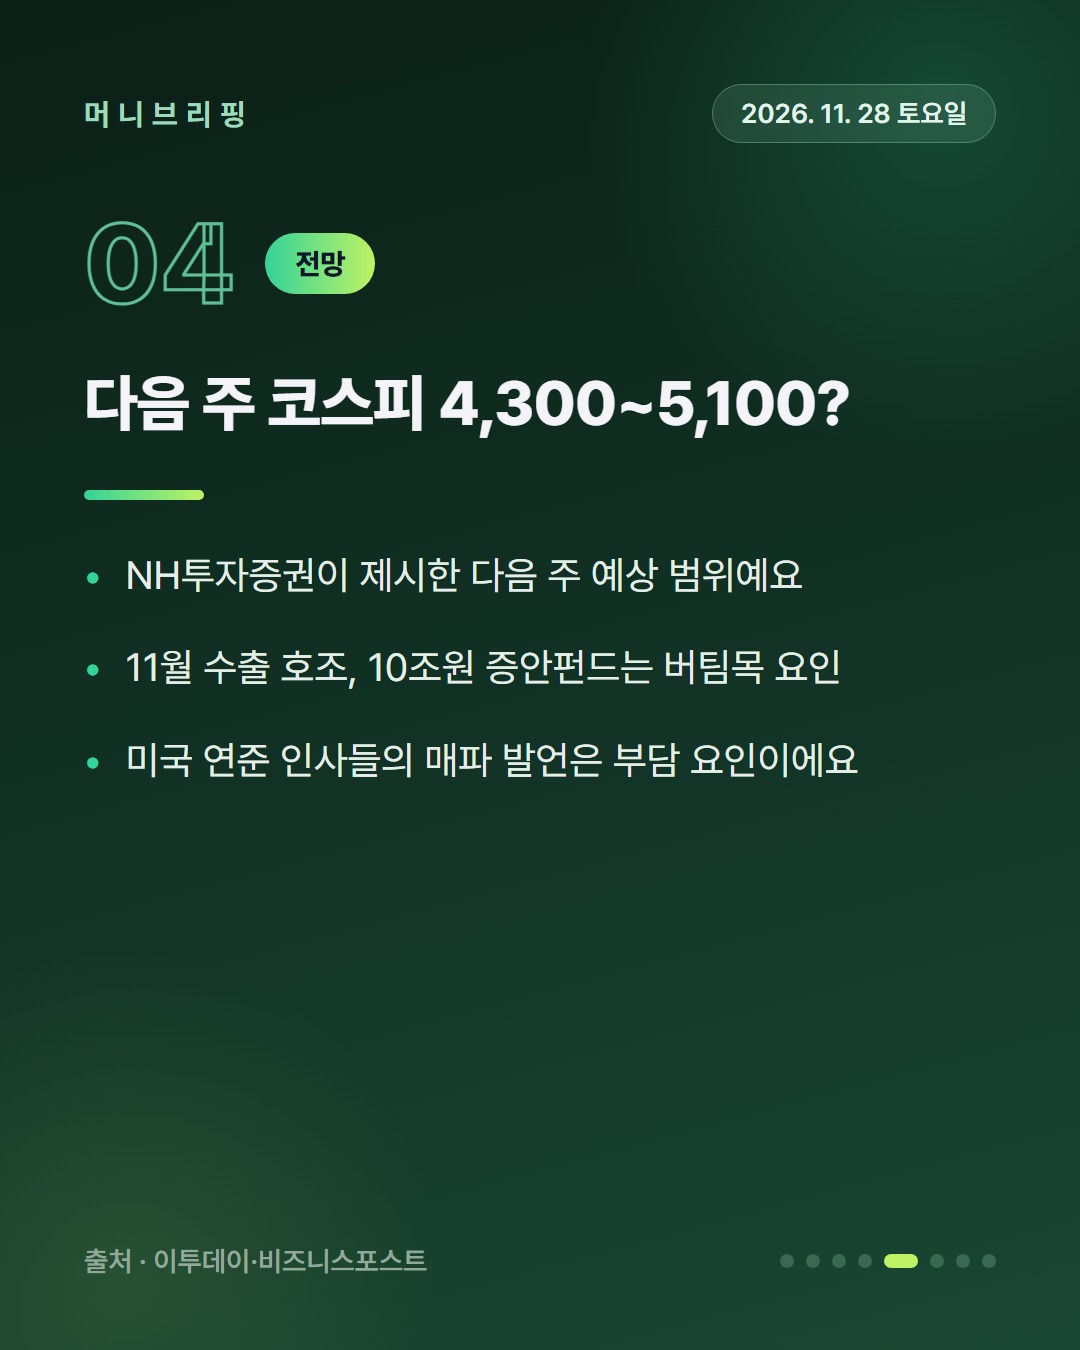 머니브리핑
2026. 11. 28 토요일
04
전망
다음 주 코스피 4,300~5,100?
• NH투자증권이 제시한 다음 주 예상 범위예요
• 11월 수출 호조, 10조원 증안펀드는 버팀목 요인
• 미국 연준 인사들의 매파 발언은 부담 요인이에요
출처 · 이투데이·비즈니스포스트